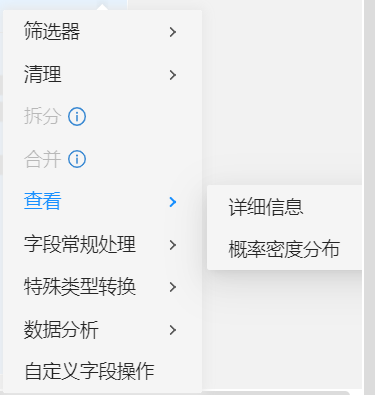 筛选器
清理
拆分
合并
查看
详细信息
字段常规处理
概率密度分布
特殊类型转换
数据分析
自定义字段操作